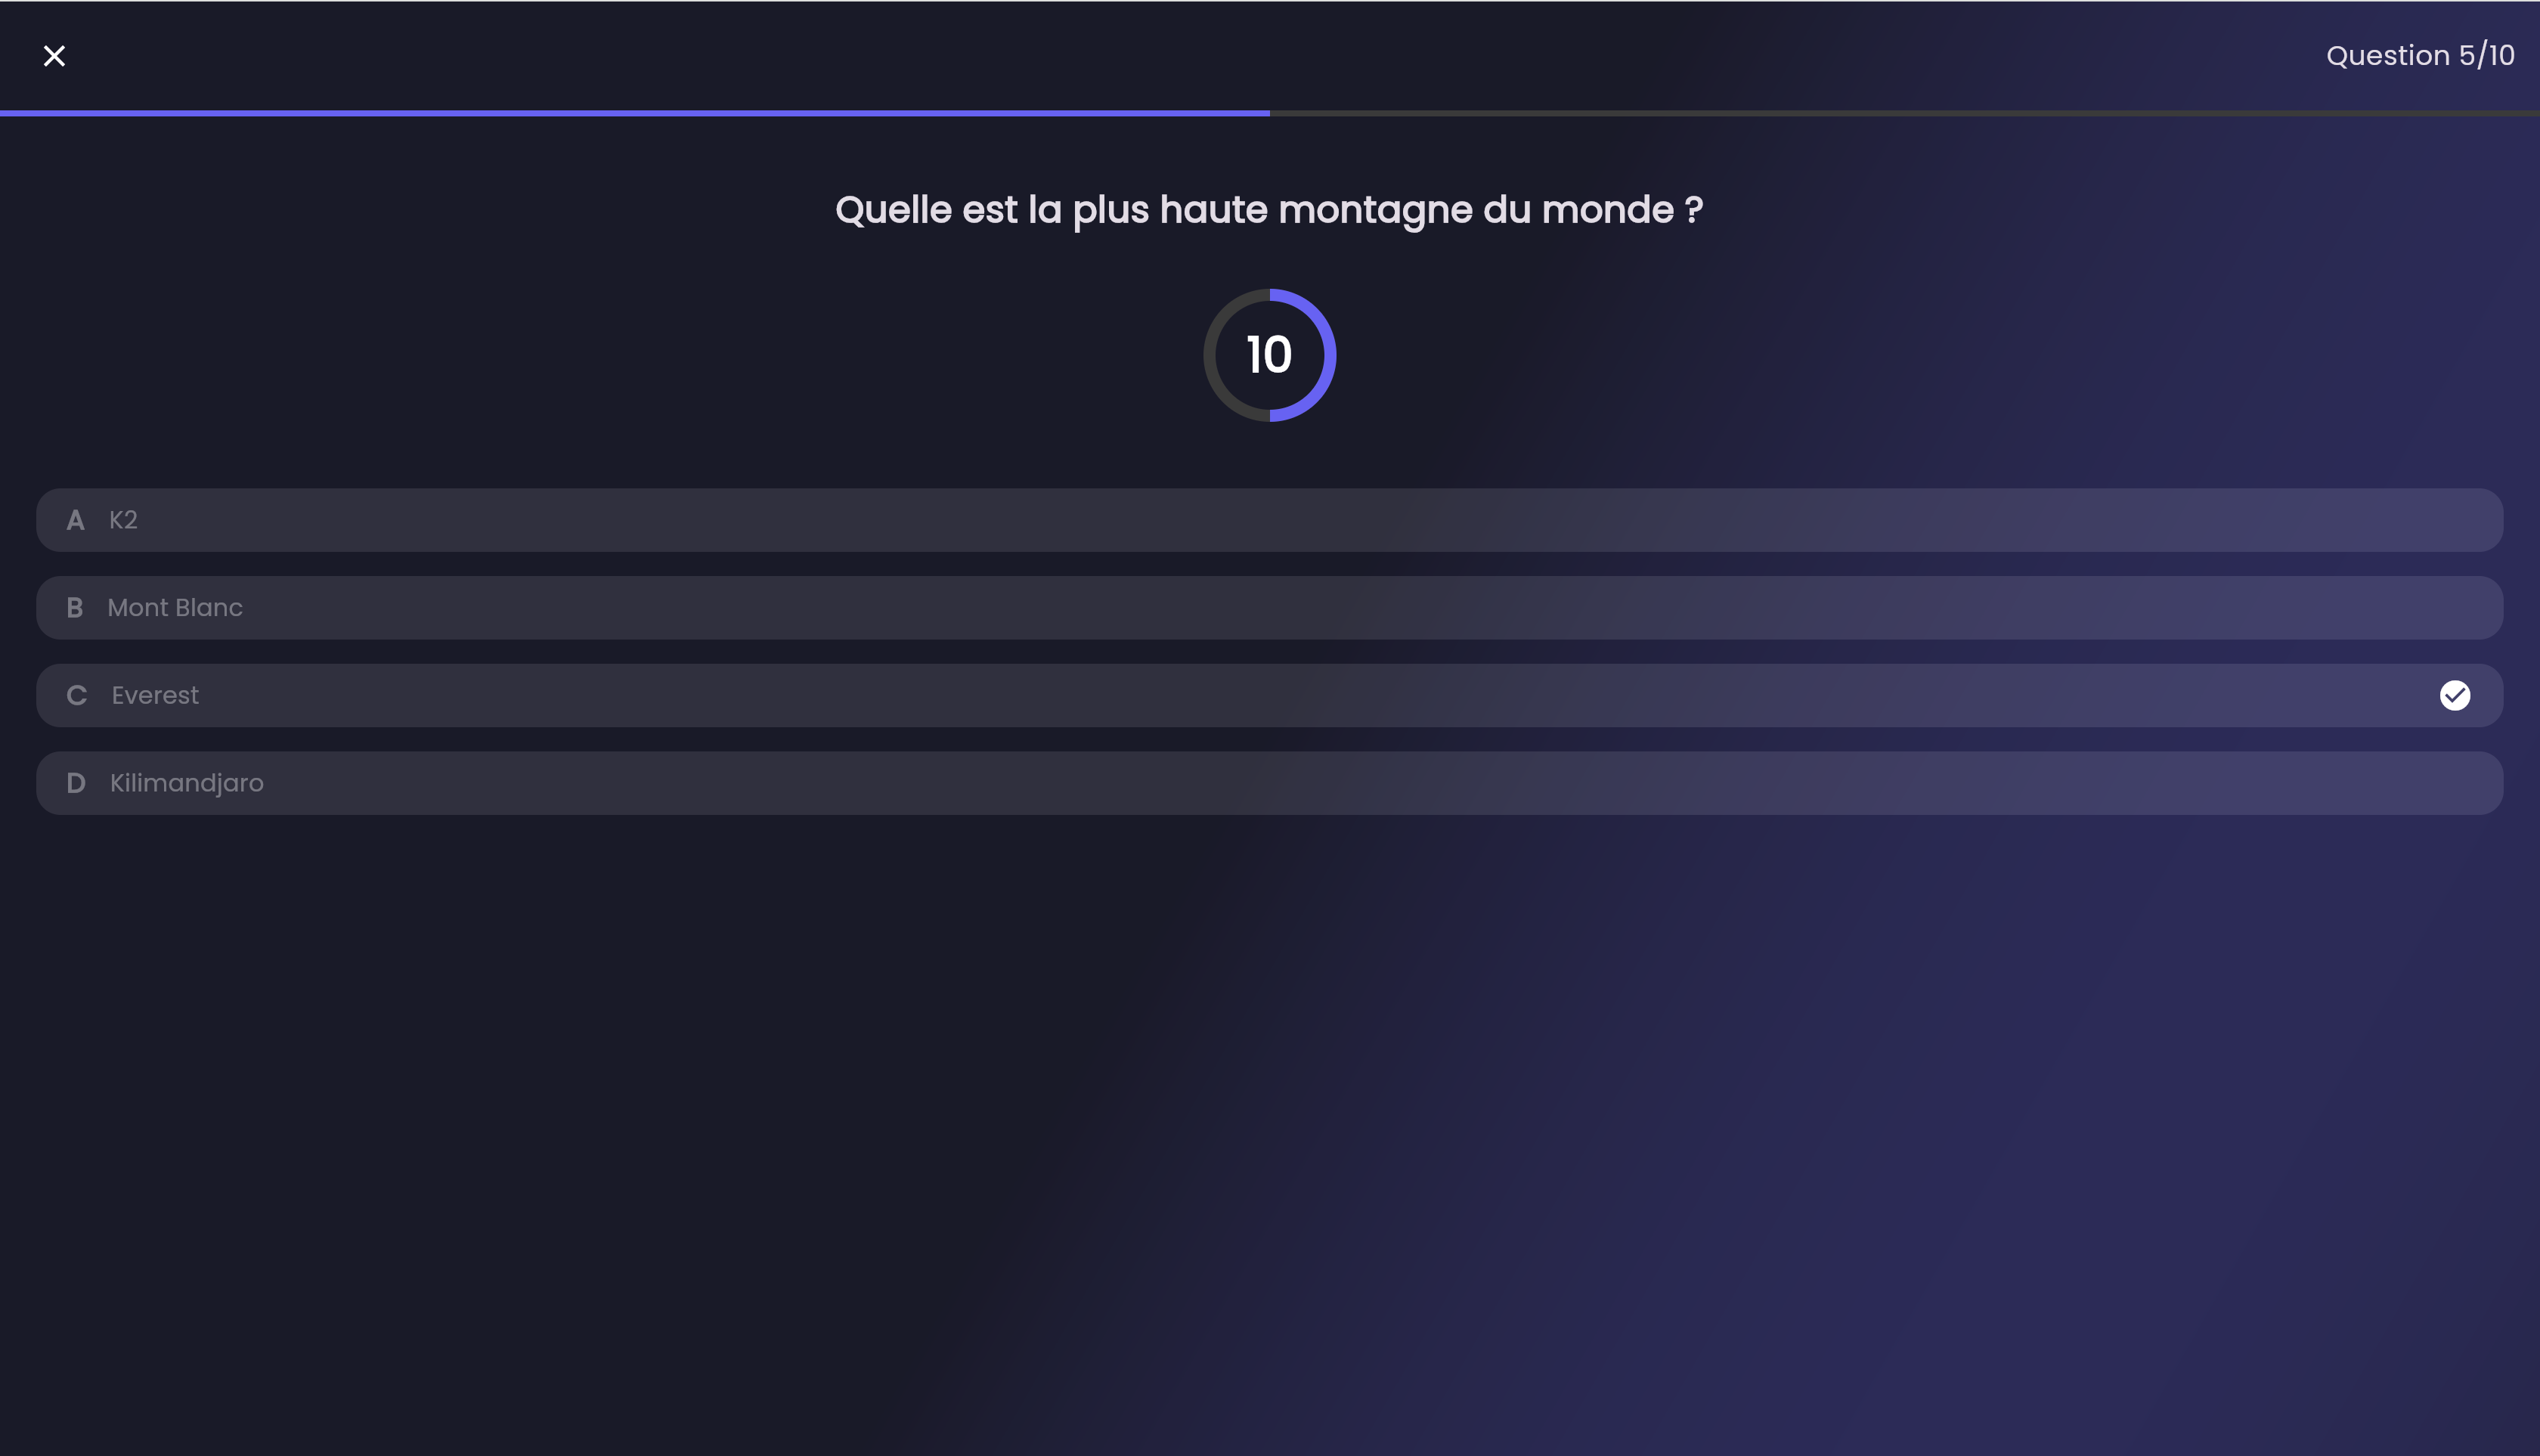 Question 5/10
Quelle est la plus haute montagne du monde ?
10
A K2
B Mont Blanc
C Everest
D Kilimandjaro